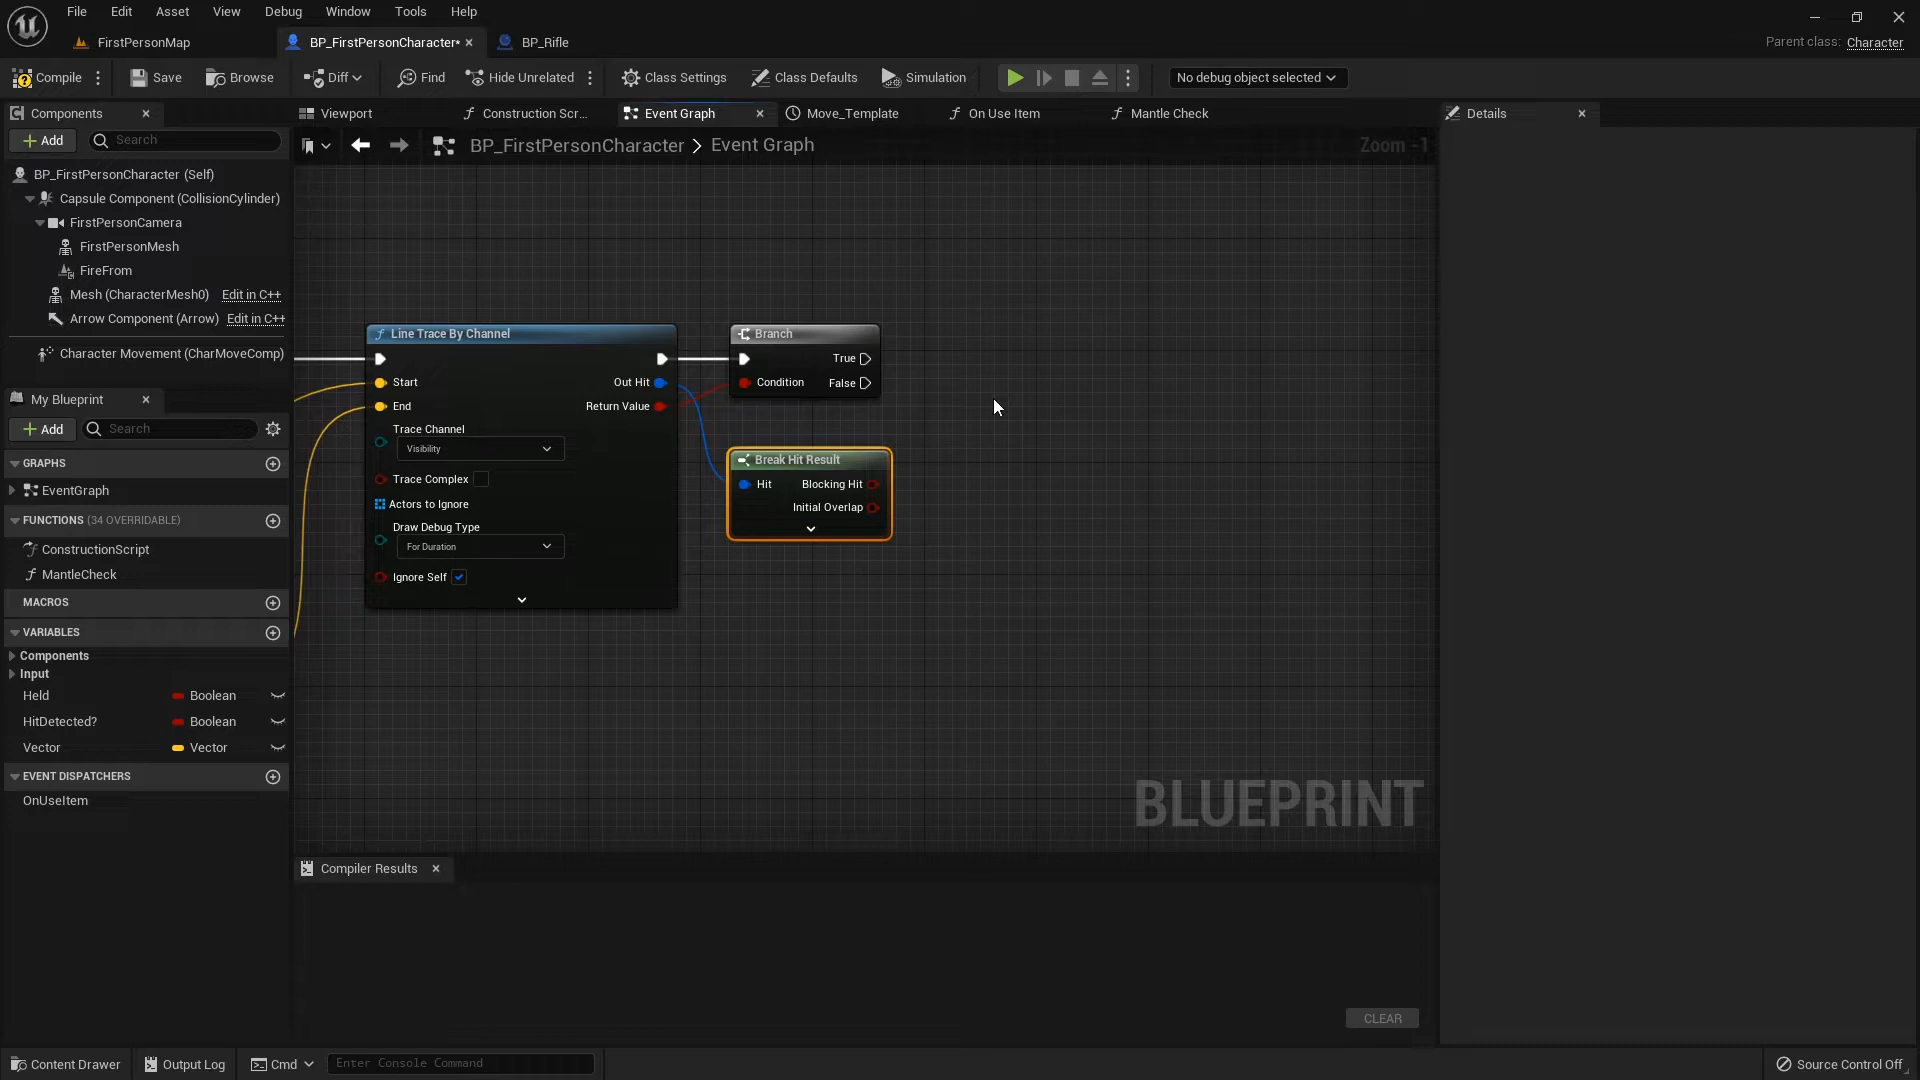 File Edit Asset View Debug Window Tools Help
FirstPersonMap
BP_FirstPersonCharacter*
BP_Rifle
Parent class: Character
Compile
Save
Browse
Diff
Find
Hide Unrelated
Class Settings
Class Defaults
Simulation
No debug object selected
Components
Viewport
Construction Scr...
Event Graph
Move_Template
On Use Item
Mantle Check
Details
Add
Search
BP_FirstPersonCharacter > Event Graph
Zoom -1
BP_FirstPersonCharacter (Self)
Capsule Component (CollisionCylinder)
FirstPersonCamera
FirstPersonMesh
FireFrom
Mesh (CharacterMesh0) Edit in C++
Arrow Component (Arrow) Edit in C++
Character Movement (CharMoveComp)
My Blueprint
Add
Search
GRAPHS
EventGraph
FUNCTIONS (34 OVERRIDABLE)
ConstructionScript
MantleCheck
MACROS
VARIABLES
Components
Input
Held Boolean
HitDetected? Boolean
Vector Vector
EVENT DISPATCHERS
OnUseItem
Line Trace By Channel
Start
Out Hit
End
Return Value
Trace Channel
Visibility
Trace Complex
Actors to Ignore
Draw Debug Type
For Duration
Ignore Self
Branch
True
Condition
False
Break Hit Result
Hit
Blocking Hit
Initial Overlap
BLUEPRINT
Compiler Results
CLEAR
Content Drawer
Output Log
Cmd
Enter Console Command
Source Control Off